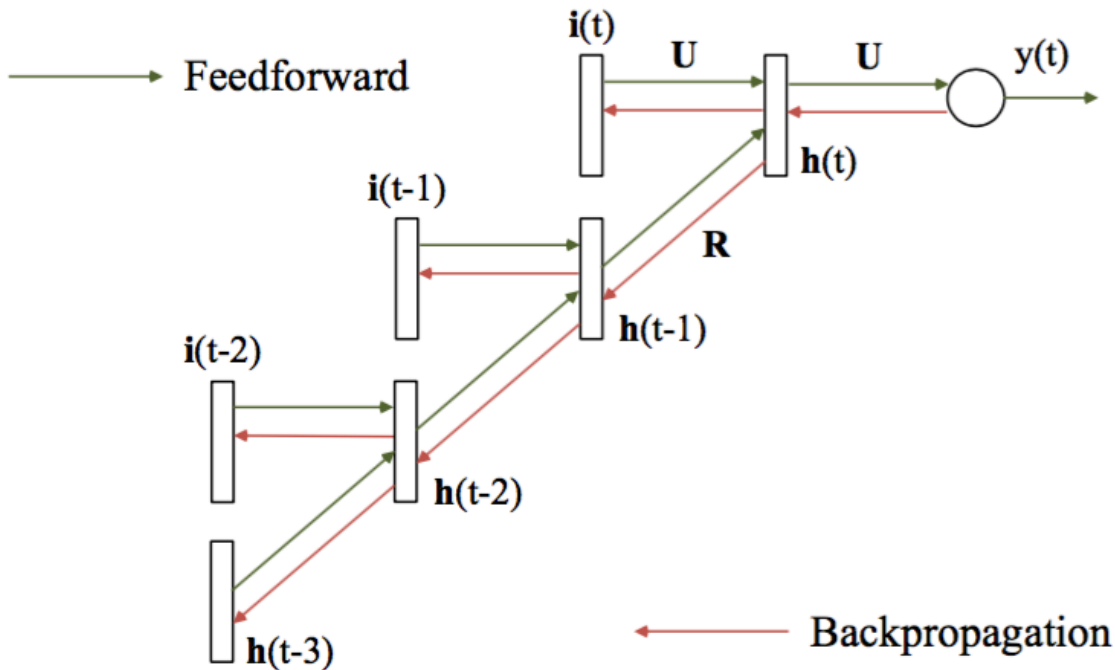 i(t)
Feedforward
U
U
y(t)
h(t)
i(t-1)
R
h(t-1)
i(t-2)
h(t-2)
h(t-3)
Backpropagation